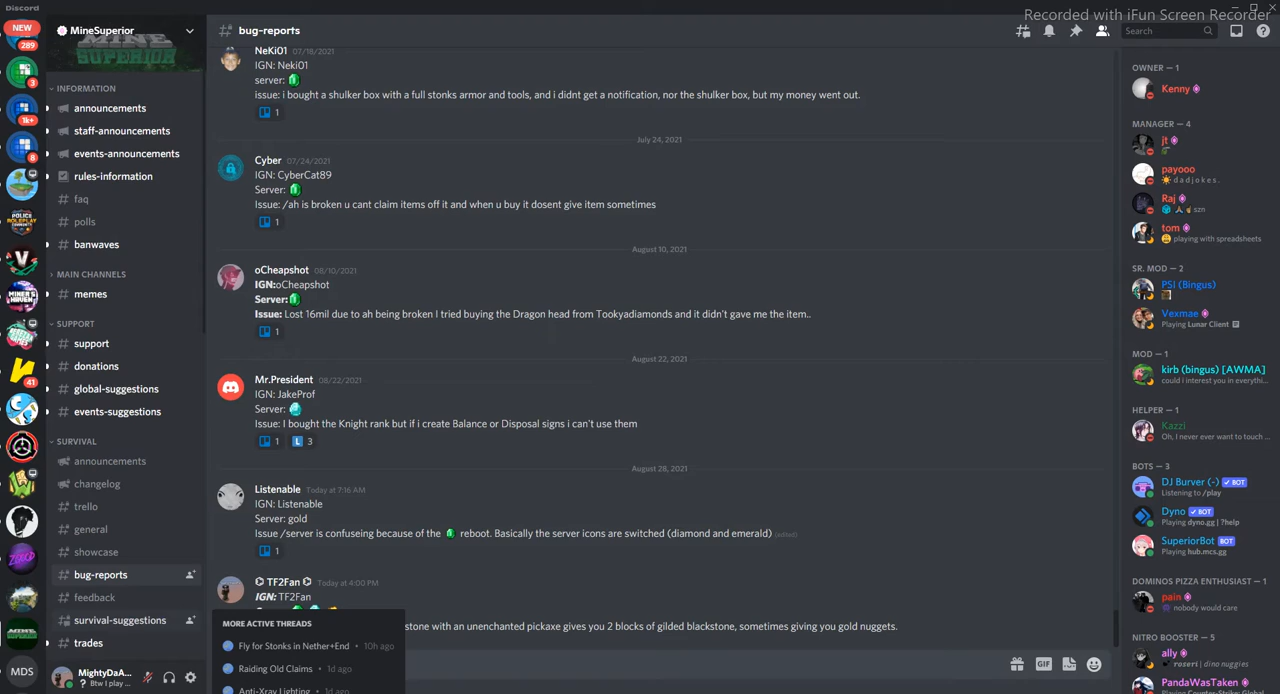 Discord
Recorded with iFun Screen Recorder
NEW
289
3
1k+
8
41
MDS
MineSuperior
MINE
SUPERIOR
INFORMATION
announcements
staff-announcements
events-announcements
rules-information
faq
polls
banwaves
MAIN CHANNELS
memes
SUPPORT
support
donations
global-suggestions
events-suggestions
SURVIVAL
announcements
changelog
trello
general
showcase
bug-reports
feedback
survival-suggestions
trades
MightyDaA...
Btw I play ...
bug-reports
Search
NeKi01 07/18/2021
IGN: Neki01
server:
issue: i bought a shulker box with a full stonks armor and tools, and i didnt get a notification, nor the shulker box, but my money went out.
1
July 24, 2021
Cyber 07/24/2021
IGN: CyberCat89
Server:
Issue: /ah is broken u cant claim items off it and when u buy it dosent give item sometimes
1
August 10, 2021
oCheapshot 08/10/2021
IGN:oCheapshot
Server:
Issue: Lost 16mil due to ah being broken I tried buying the Dragon head from Tookyadiamonds and it didn't gave me the item..
1
August 22, 2021
Mr.President 08/22/2021
IGN: JakeProf
Server:
Issue: I bought the Knight rank but if i create Balance or Disposal signs i can't use them
1 L 3
August 28, 2021
Listenable Today at 7:16 AM
IGN: Listenable
Server: gold
Issue /server is confusing because of the reboot. Basically the server icons are switched (diamond and emerald) (edited)
1
TF2Fan Today at 4:00 PM
IGN: TF2Fan
stone with an unenchanted pickaxe gives you 2 blocks of gilded blackstone, sometimes giving you gold nuggets.
MORE ACTIVE THREADS
Fly for Stonks in Nether+End • 10h ago
Raiding Old Claims • 1d ago
Anti-Xray Lighting • 1d ago
GIF
OWNER — 1
Kenny
MANAGER — 4
jt
payooo
d a d j o k e s .
Raj
szn
tom
playing with spreadsheets
SR. MOD — 2
PSI (Bingus)
Vexmae
Playing Lunar Client
MOD — 1
kirb (bingus) [AWMA]
could i interest you in everythi...
HELPER — 1
Kazzi
Oh, I never ever want to touch ...
BOTS — 3
DJ Burver (-) BOT
Listening to /play
Dyno BOT
Playing dyno.gg | ?help
SuperiorBot BOT
Playing hub.mcs.gg
DOMINOS PIZZA ENTHUSIAST — 1
pain
nobody would care
NITRO BOOSTER — 5
ally
roseri | dino nuggies
PandaWasTaken